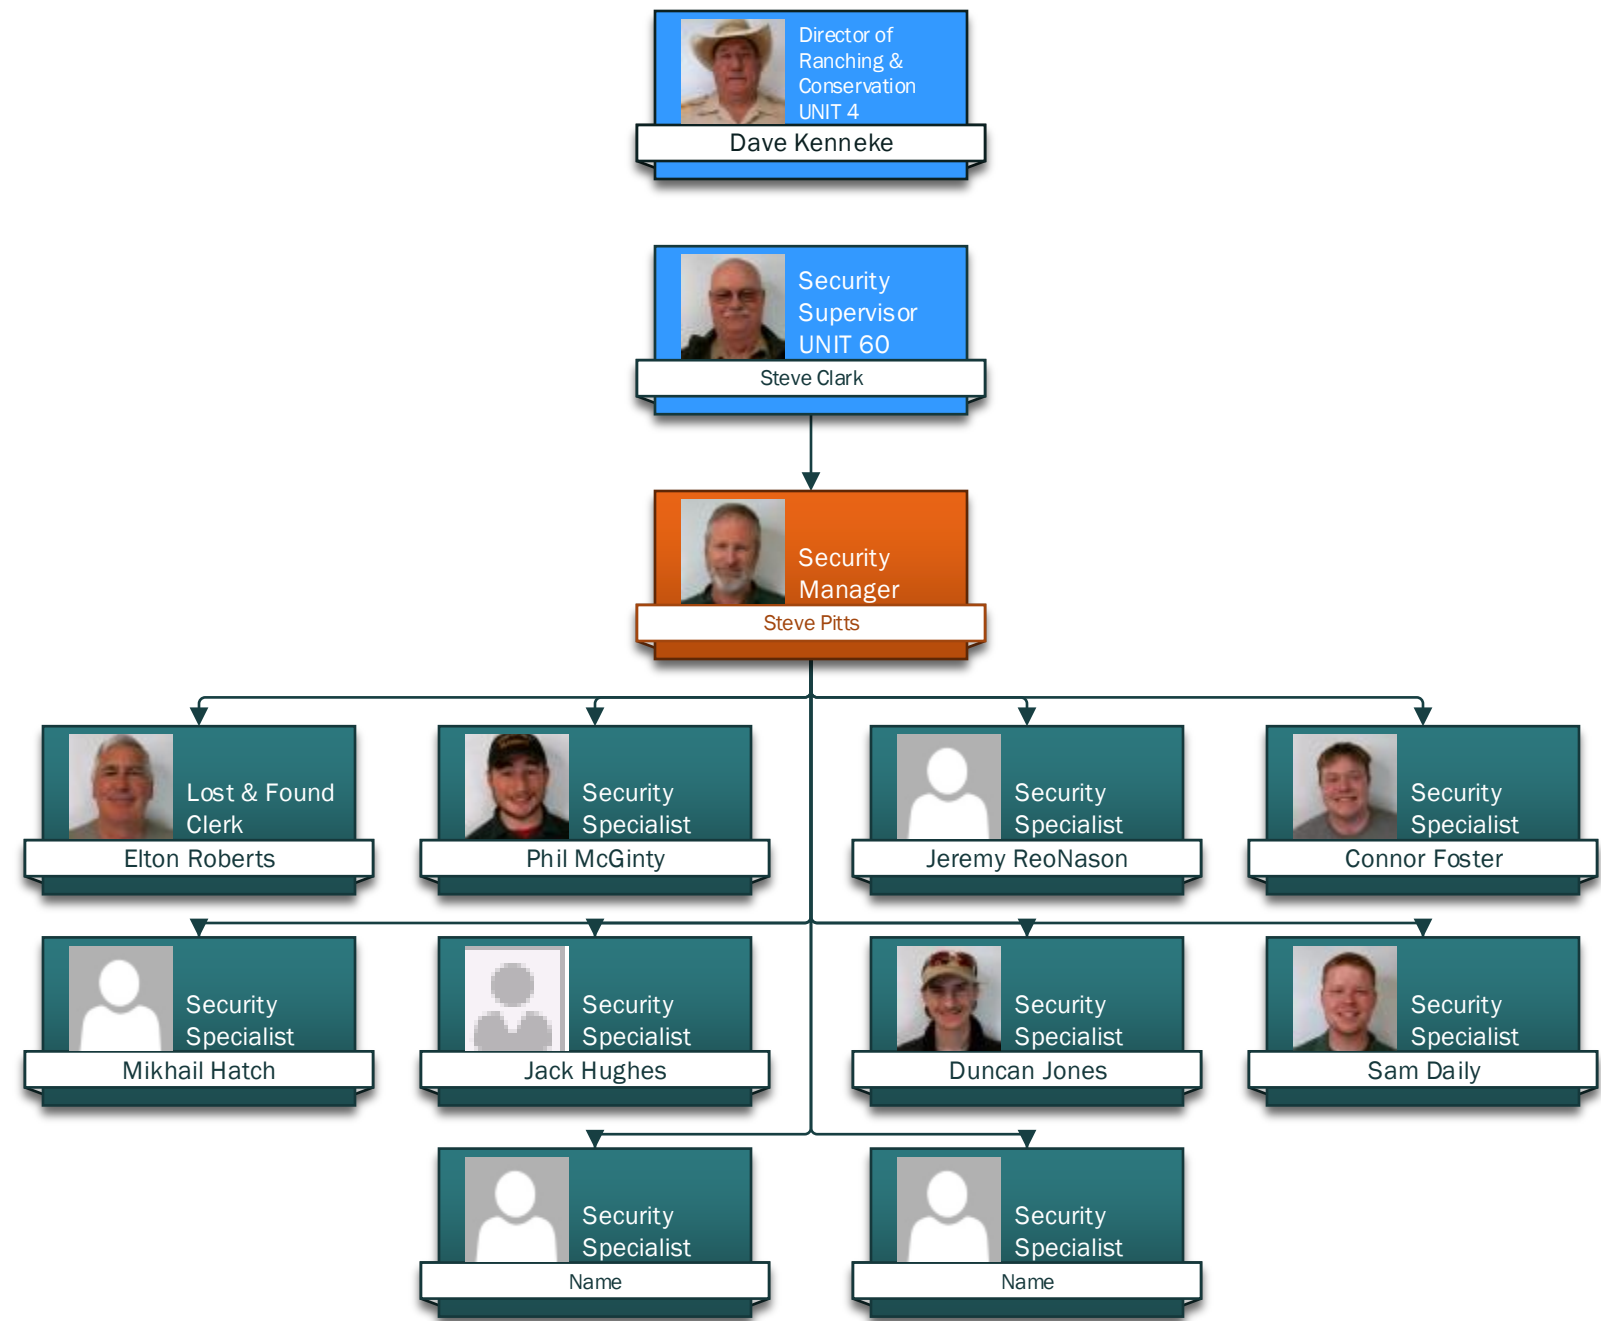 Director of
Ranching &
Conservation
UNIT 4
Dave Kenneke
Security
Supervisor
UNIT 60
Steve Clark
Security
Manager
Steve Pitts
Lost & Found
Clerk
Elton Roberts
Security
Specialist
Phil McGinty
Security
Specialist
Jeremy ReoNason
Security
Specialist
Connor Foster
Security
Specialist
Mikhail Hatch
Security
Specialist
Jack Hughes
Security
Specialist
Duncan Jones
Security
Specialist
Sam Daily
Security
Specialist
Name
Security
Specialist
Name